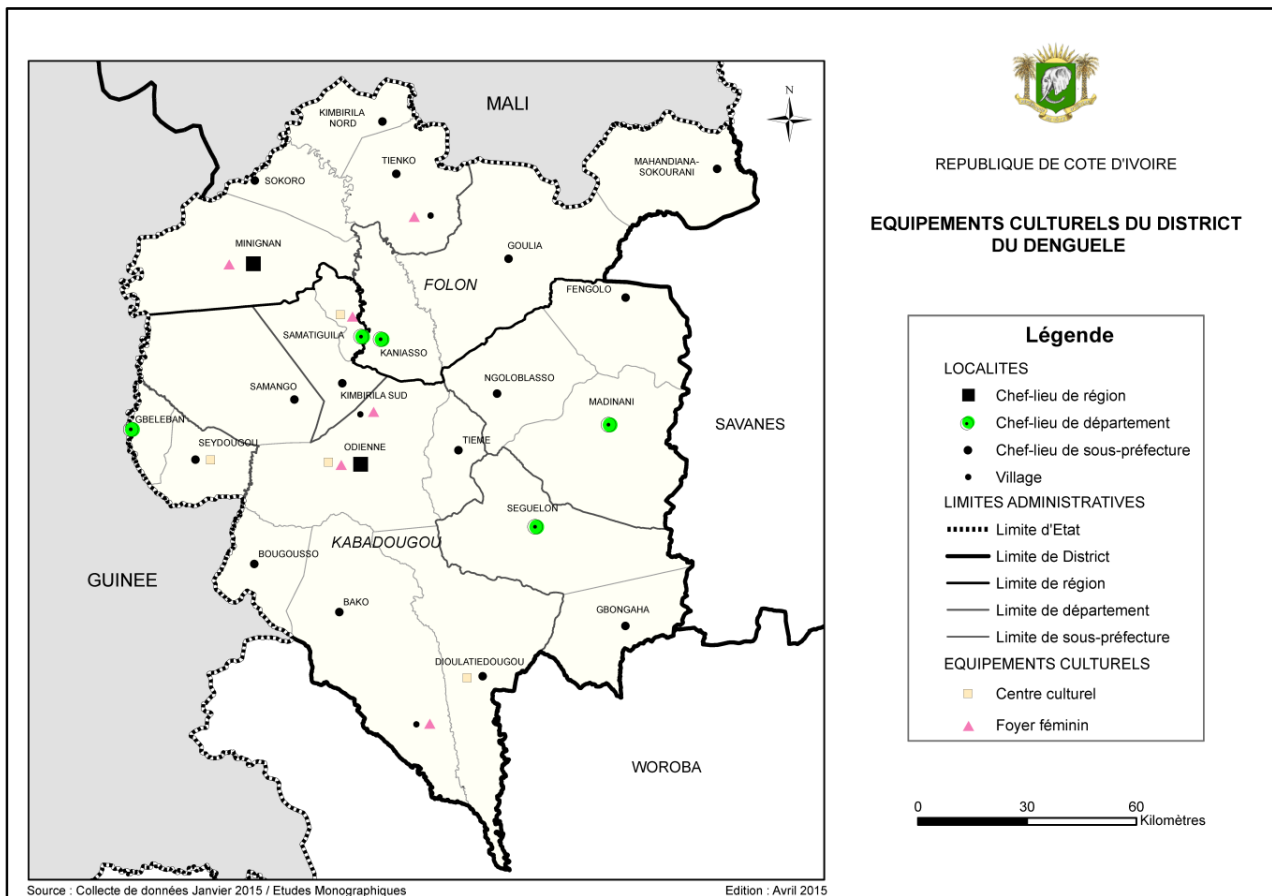 MALI
KIMBIRILA
NORD
TIENKO
MAHANDIANA-
SOKOURANI
SOKORO
MINIGNAN
GOULIA
FOLON
FENGOLO
SAMATIGUILA
KANIASSO
NGOLOBLASSO
SAMANGO
KIMBIRILA SUD
MADINANI
SAVANES
GBELEBAN
SEYDOUGOU
ODIENNE
TIEME
SEGUELON
KABADOUGOU
BOUGOUSSO
GUINEE
BAKO
GBONGAHA
DIOULATIEDOUGOU
WOROBA
N
REPUBLIQUE DE COTE D'IVOIRE
EQUIPEMENTS CULTURELS DU DISTRICT
DU DENGUELE
Légende
LOCALITES
Chef-lieu de région
Chef-lieu de département
Chef-lieu de sous-préfecture
Village
LIMITES ADMINISTRATIVES
Limite d'Etat
Limite de District
Limite de région
Limite de département
Limite de sous-préfecture
EQUIPEMENTS CULTURELS
Centre culturel
Foyer féminin
0 30 60
Kilomètres
Source : Collecte de données Janvier 2015 / Etudes Monographiques
Edition : Avril 2015